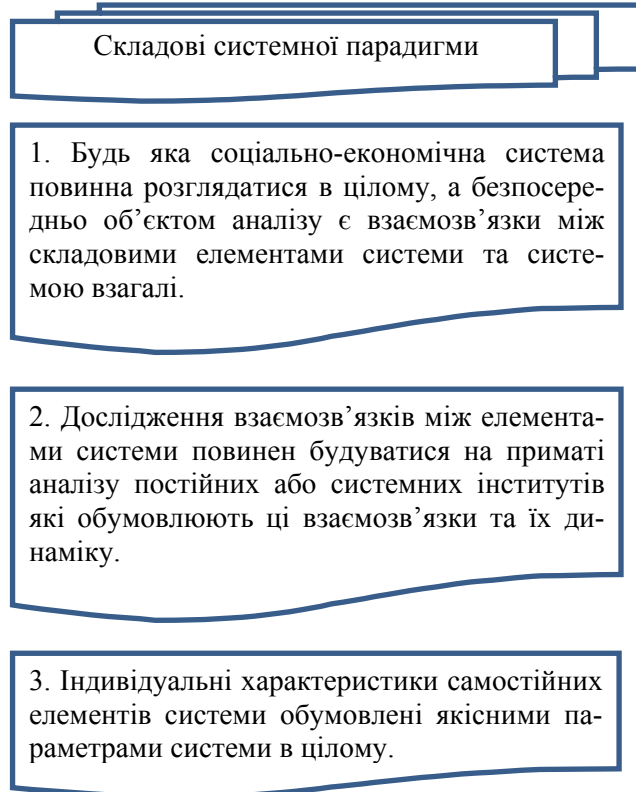 Складові системної парадигми
1. Будь яка соціально-економічна система
повинна розглядатися в цілому, а безпосере-
дньо об’єктом аналізу є взаємозв’язки між
складовими елементами системи та систе-
мою взагалі.
2. Дослідження взаємозв’язків між елемента-
ми системи повинен будуватися на приматі
аналізу постійних або системних інститутів
які обумовлюють ці взаємозв’язки та їх ди-
наміку.
3. Індивідуальні характеристики самостійних
елементів системи обумовлені якісними па-
раметрами системи в цілому.